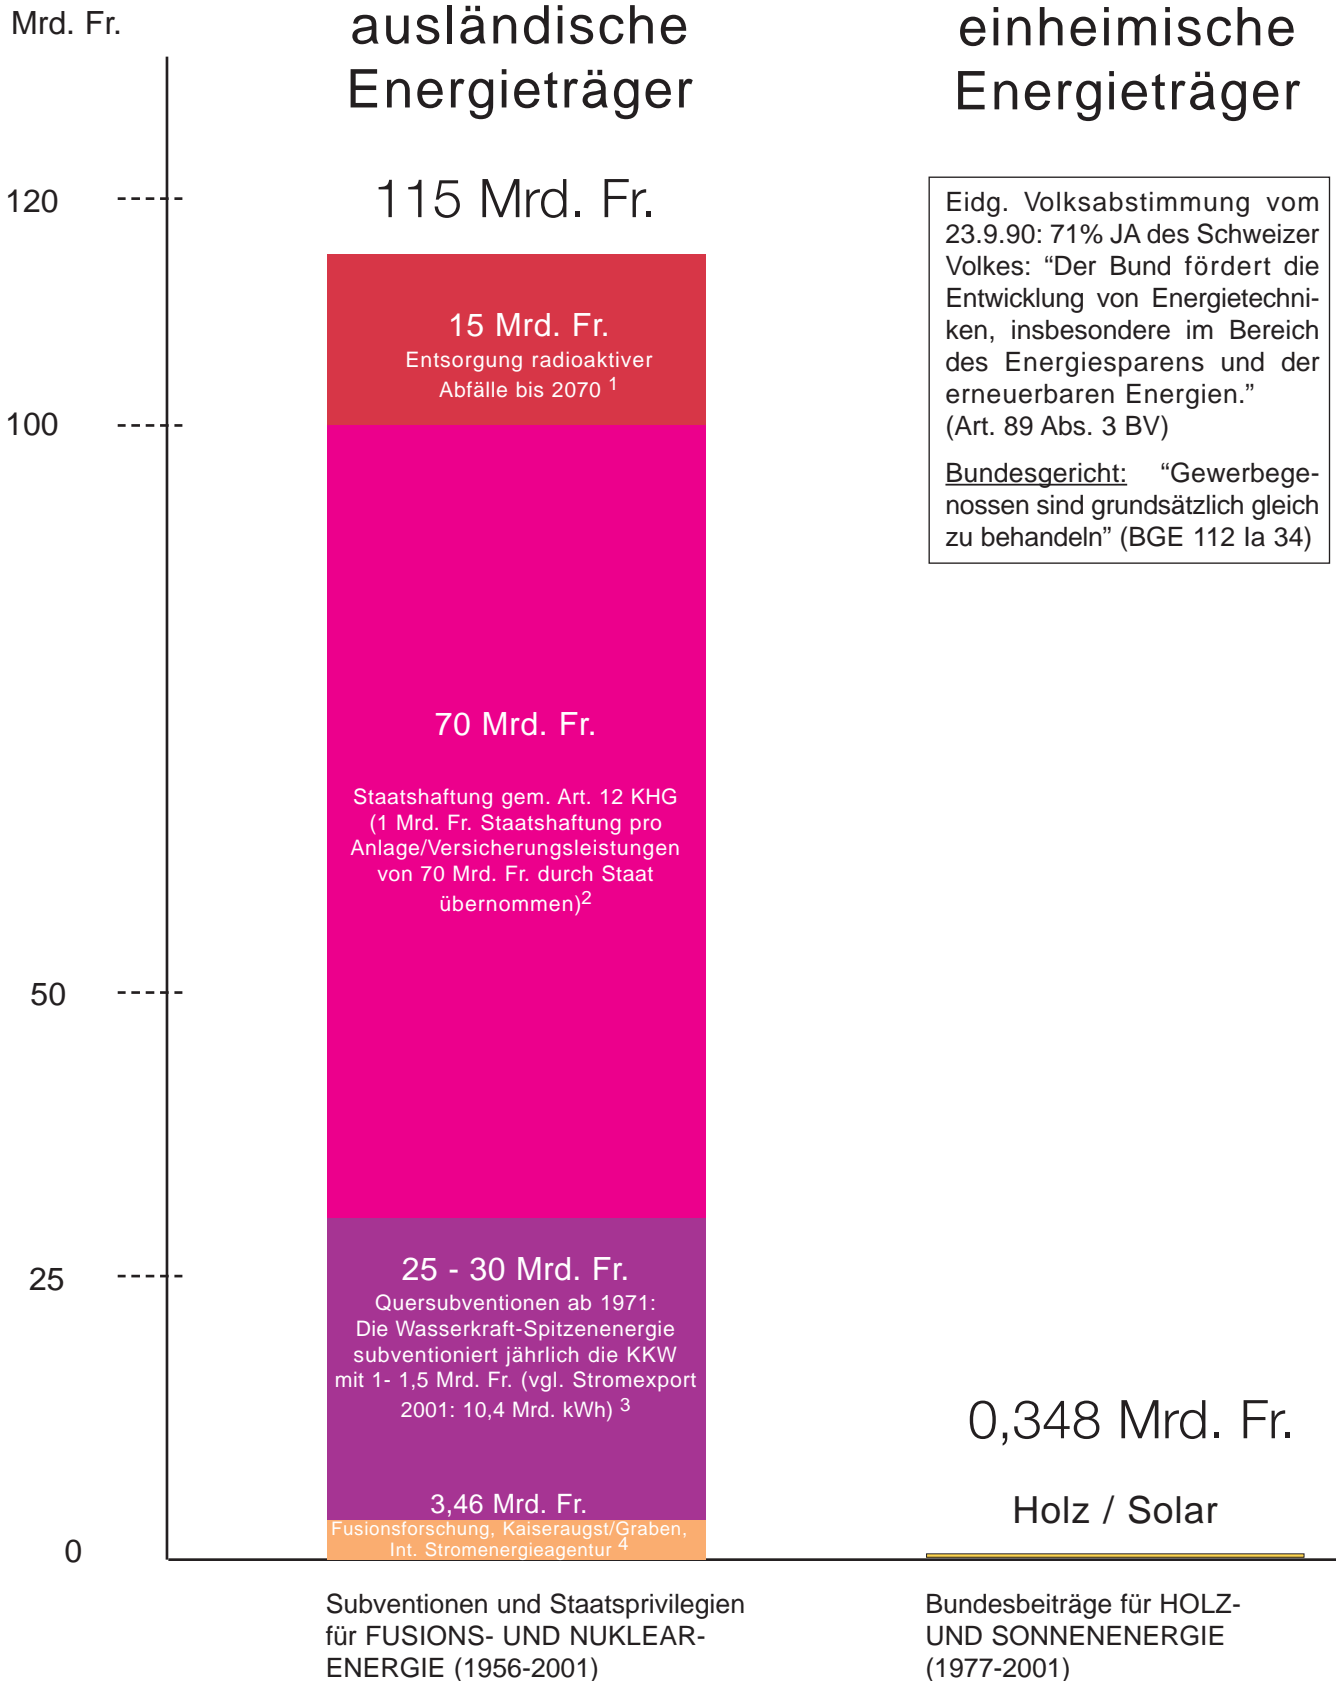 Mrd. Fr.
120
100
50
25
0
ausländische
Energieträger
115 Mrd. Fr.
15 Mrd. Fr.
Entsorgung radioaktiver
Abfälle bis 2070 1
70 Mrd. Fr.
Staatshaftung gem. Art. 12 KHG
(1 Mrd. Fr. Staatshaftung pro
Anlage/Versicherungsleistungen
von 70 Mrd. Fr. durch Staat
übernommen)2
25 - 30 Mrd. Fr.
Quersubventionen ab 1971:
Die Wasserkraft-Spitzenenergie
subventioniert jährlich die KKW
mit 1- 1,5 Mrd. Fr. (vgl. Stromexport
2001: 10,4 Mrd. kWh) 3
3,46 Mrd. Fr.
Fusionsforschung, Kaiseraugst/Graben,
Int. Stromenergieagentur 4
Subventionen und Staatsprivilegien
für FUSIONS- UND NUKLEAR-
ENERGIE (1956-2001)
einheimische
Energieträger
Eidg. Volksabstimmung vom
23.9.90: 71% JA des Schweizer
Volkes: “Der Bund fördert die
Entwicklung von Energietechni-
ken, insbesondere im Bereich
des Energiesparens und der
erneuerbaren Energien.”
(Art. 89 Abs. 3 BV)
Bundesgericht: “Gewerbege-
nossen sind grundsätzlich gleich
zu behandeln” (BGE 112 Ia 34)
0,348 Mrd. Fr.
Holz / Solar
Bundesbeiträge für HOLZ-
UND SONNENENERGIE
(1977-2001)